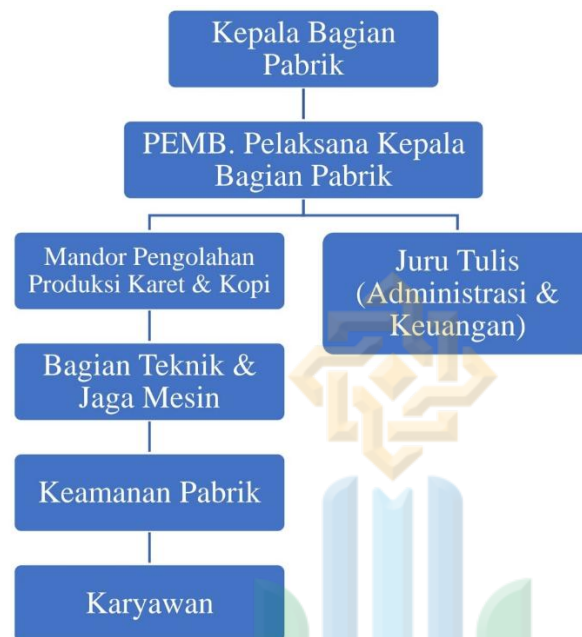 Kepala Bagian
Pabrik
PEMB. Pelaksana Kepala
Bagian Pabrik
Mandor Pengolahan
Produksi Karet & Kopi
Juru Tulis
(Administrasi &
Keuangan)
Bagian Teknik &
Jaga Mesin
Keamanan Pabrik
Karyawan